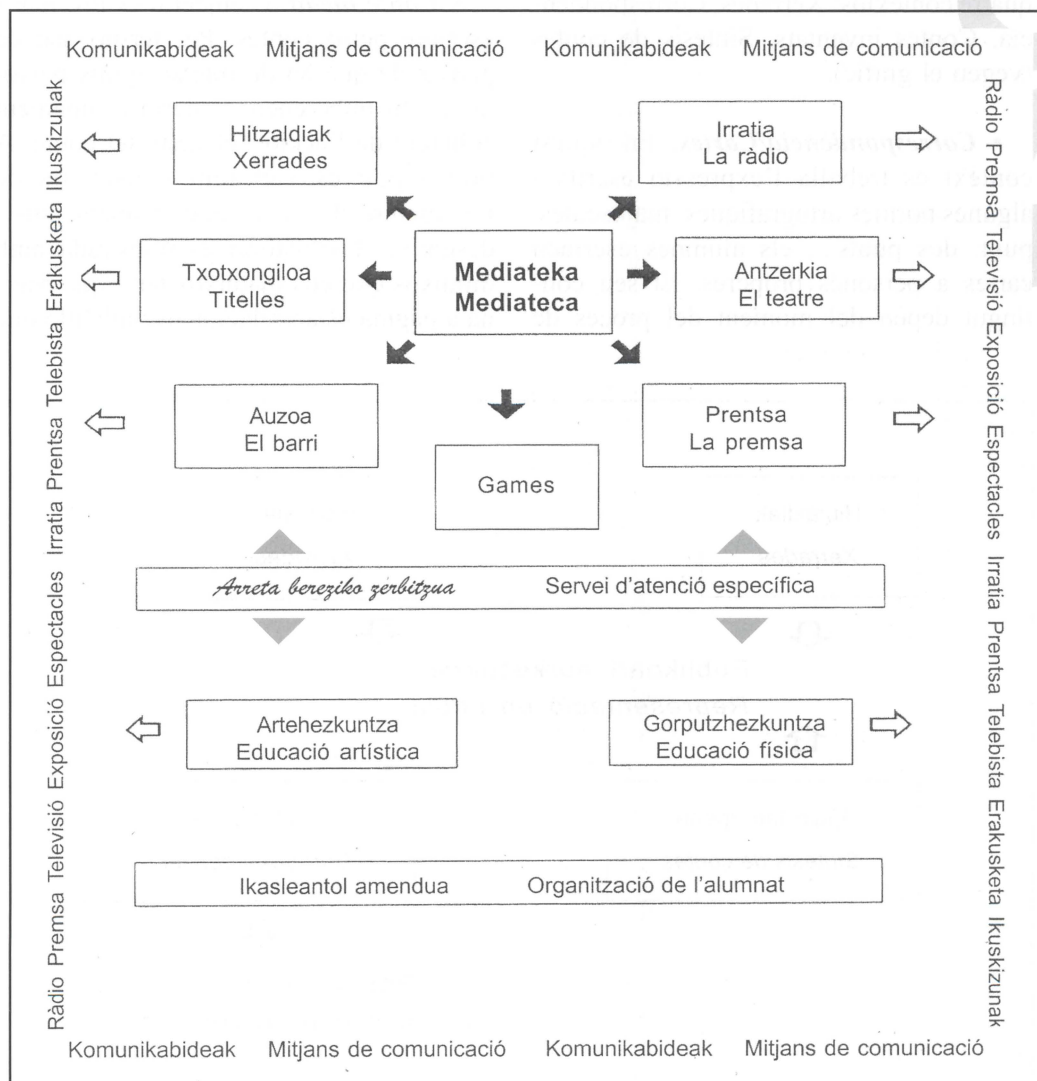 Komunikabideak Mitjans de comunicació Komunikabideak Mitjans de comunicació
Ràdio Premsa Televisió Exposició Espectacles Irratia Prentsa Telebista Erakusketa Ikuskizunak
Hitzaldiak
Xerrades
Irratia
La ràdio
Txotxongiloa
Titelles
Mediateka
Mediateca
Antzerkia
El teatre
Auzoa
El barri
Prentsa
La premsa
Games
Arreta bereziko zerbitzua Servei d'atenció específica
Artehezkuntza
Educació artística
Gorputzhezkuntza
Educació física
Ikasleantol amendua Organització de l'alumnat
Ràdio Premsa Televisió Exposició Espectacles Irratia Prentsa Telebista Erakusketa Ikuskizunak
Komunikabideak Mitjans de comunicació Komunikabideak Mitjans de comunicació